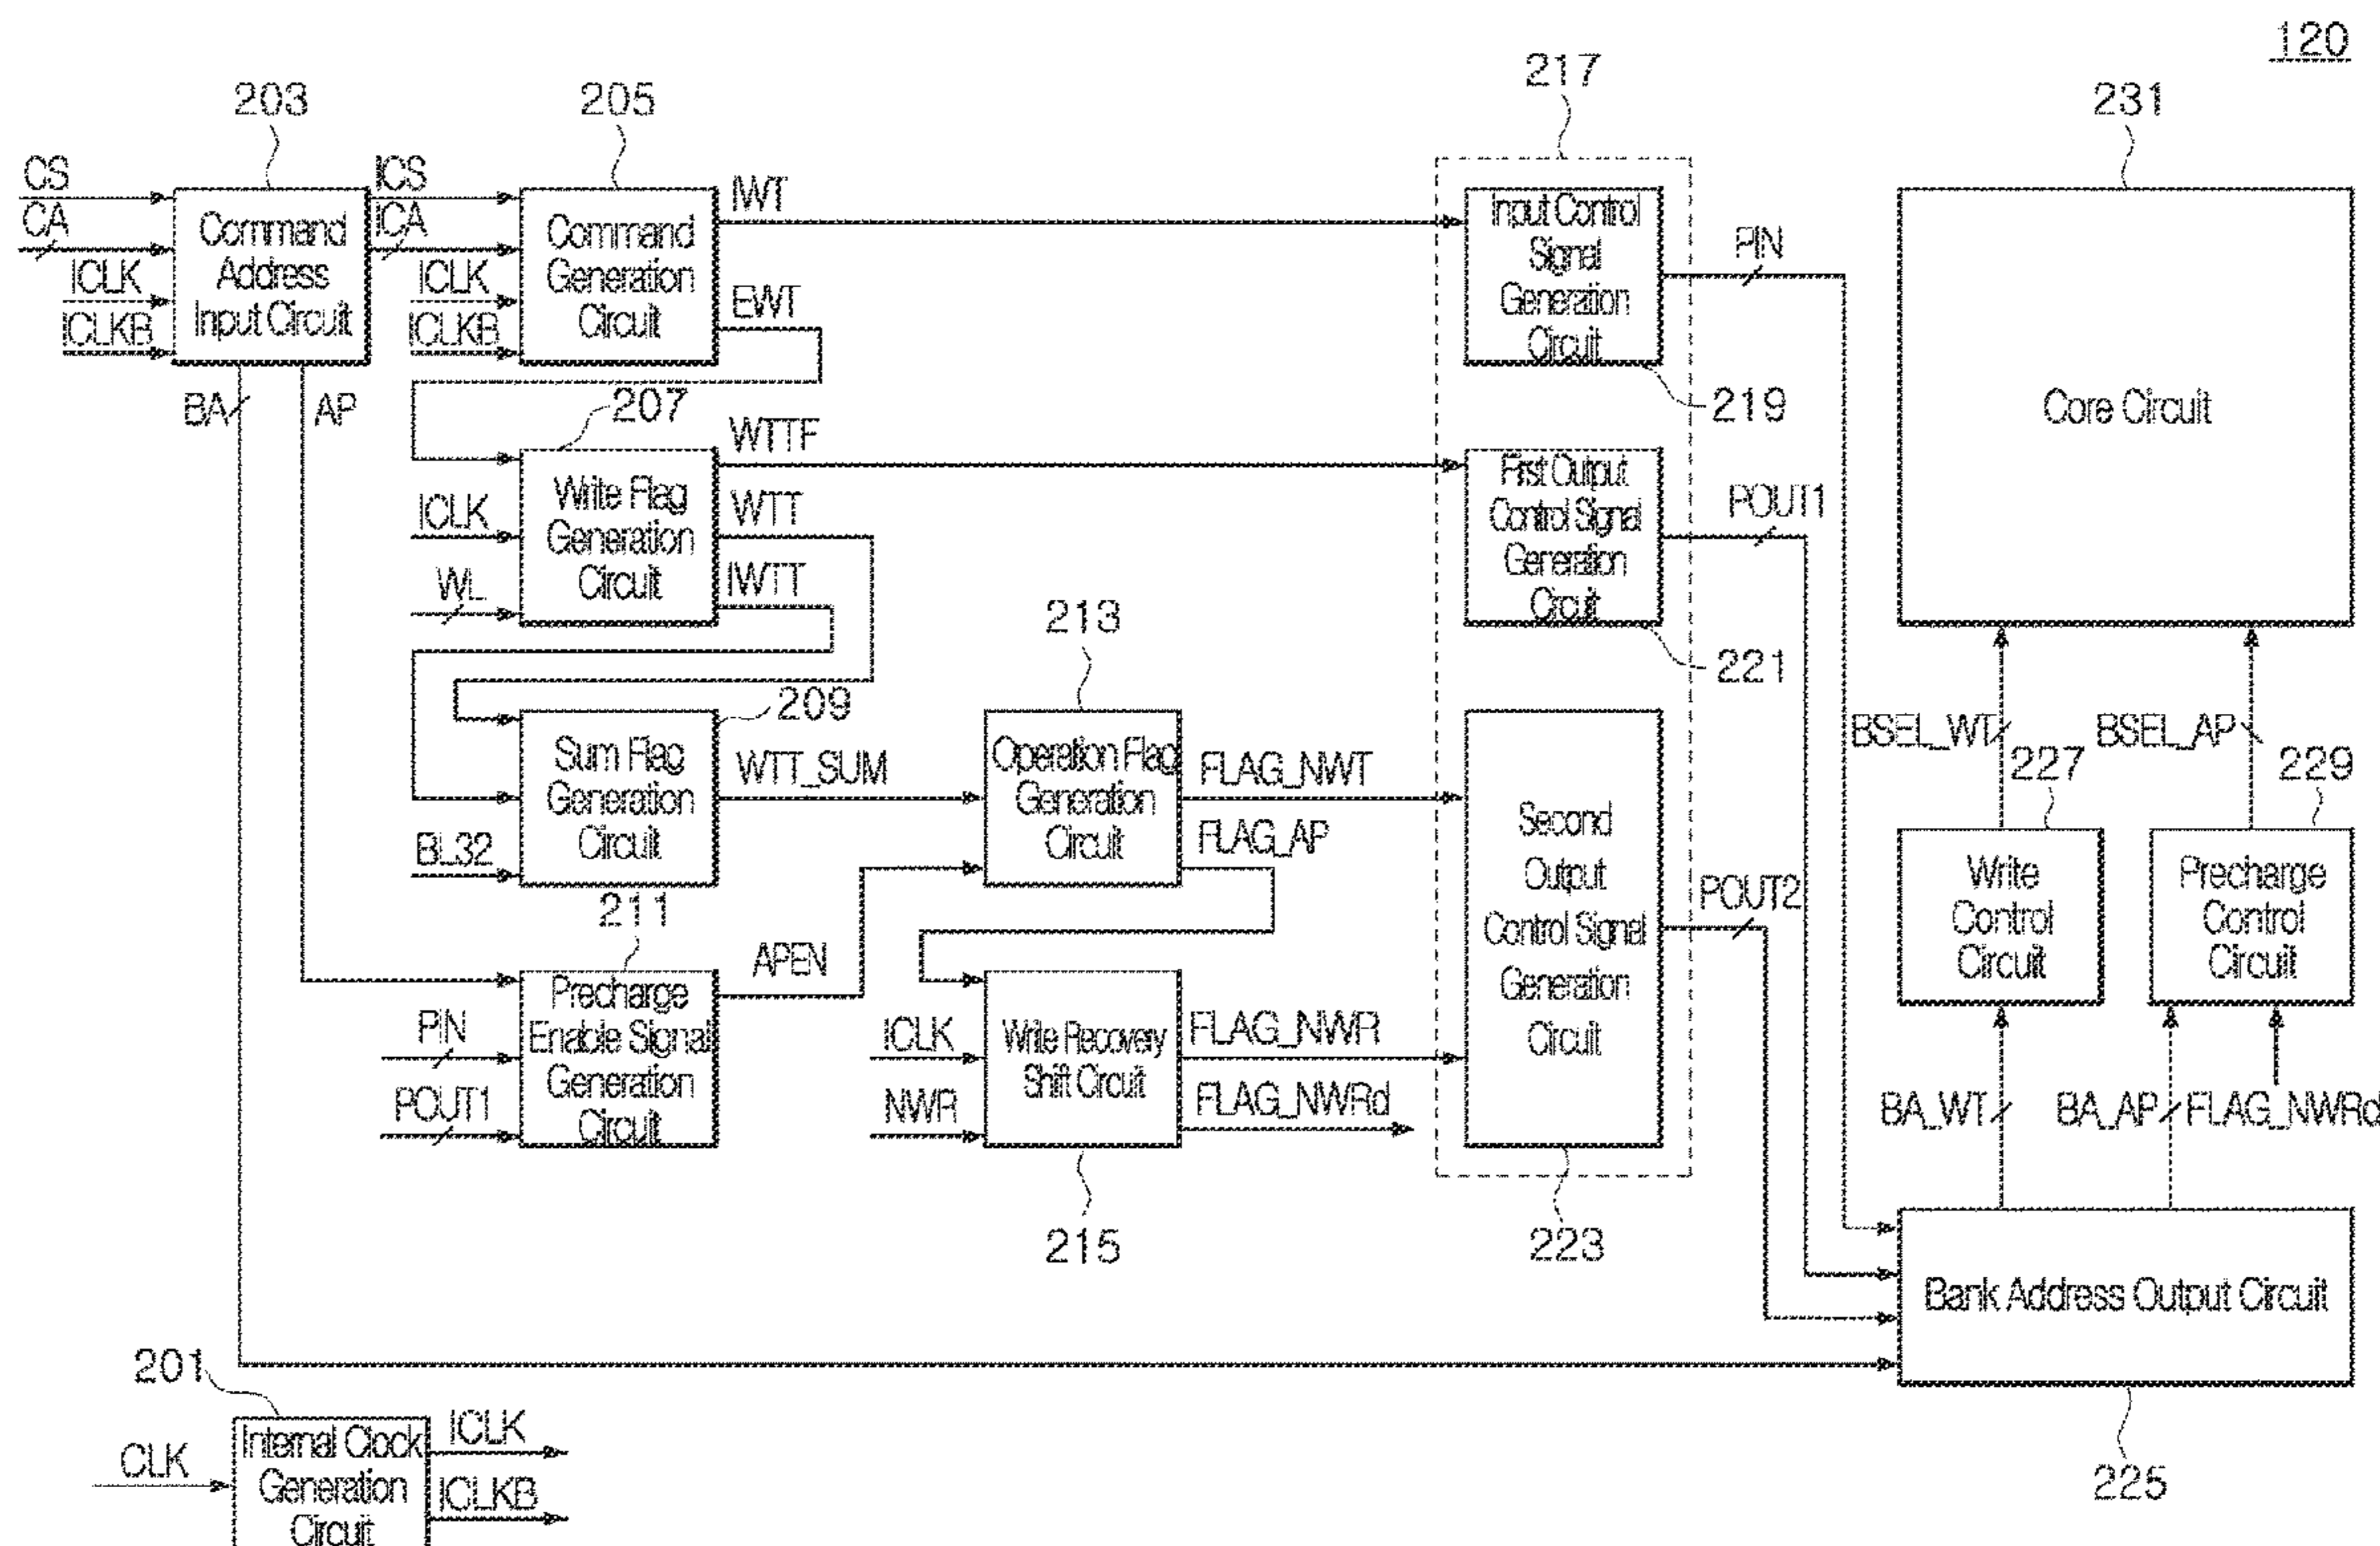 120
203
205
217
231
CS
CA
ICLK
ICLKB
Command
Address
Input Circuit
ICS
ICA
ICLK
ICLKB
Command
Generation
Circuit
IWT
EWT
Input Control
Signal
Generation
Circuit
219
PIN
Core Circuit
BA
AP
207
ICLK
WL
Write Flag
Generation
Circuit
WTTF
WTT
IWTT
First Output
Control Signal
Generation
Circuit
221
POUT1
209
BL32
Sum Flag
Generation
Circuit
WTT_SUM
213
Operation Flag
Generation
Circuit
FLAG_NWT
FLAG_AP
Second
Output
Control Signal
Generation
Circuit
223
POUT2
BSEL_WT
BSEL_AP
227
229
Write
Control
Circuit
Precharge
Control
Circuit
211
PIN
POUT1
Precharge
Enable Signal
Generation
Circuit
APEN
ICLK
NWR
Write Recovery
Shift Circuit
215
FLAG_NWR
FLAG_NWRd
BA_WT
BA_AP
FLAG_NWRd
Bank Address Output Circuit
225
201
CLK
Internal Clock
Generation
Circuit
ICLK
ICLKB